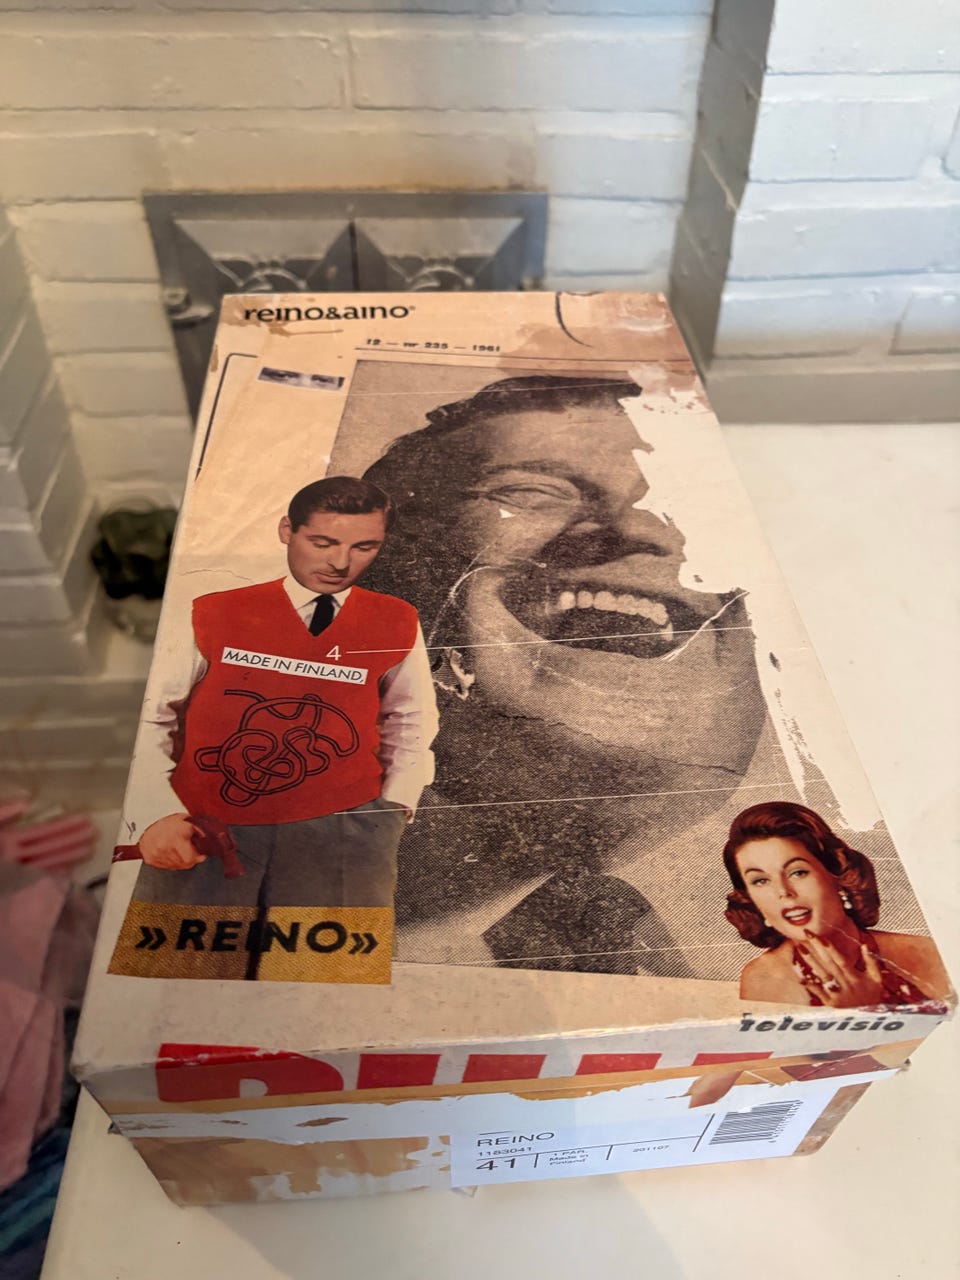 reino&aino®
12 — nr 235 — 1961
4
MADE IN FINLAND,
»REINO»
Televisio
REINO
1183041
1 PAR.
41
Made in
Finland
201107